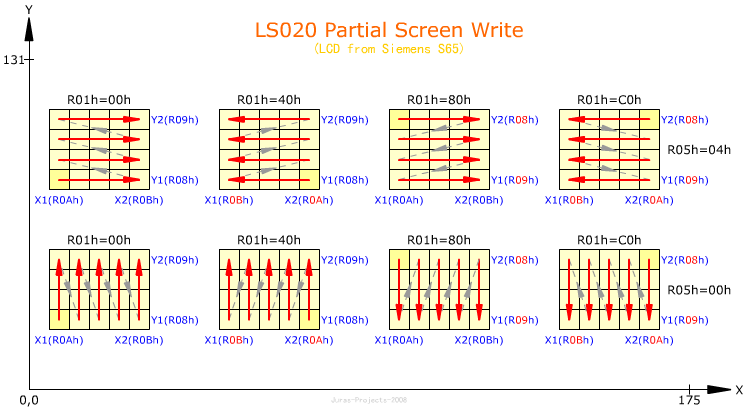 Y
LS020 Partial Screen Write
(LCD from Siemens S65)
131
R01h=00h R01h=40h R01h=80h R01h=C0h
Y2(R09h) Y2(R09h) Y2(R08h) Y2(R08h)
R05h=04h
Y1(R08h) Y1(R08h) Y1(R09h) Y1(R09h)
X1(R0Ah) X2(R0Bh) X1(R0Bh) X2(R0Ah) X1(R0Ah) X2(R0Bh) X1(R0Bh) X2(R0Ah)
R01h=00h R01h=40h R01h=80h R01h=C0h
Y2(R09h) Y2(R09h) Y2(R08h) Y2(R08h)
R05h=00h
Y1(R08h) Y1(R08h) Y1(R09h) Y1(R09h)
X1(R0Ah) X2(R0Bh) X1(R0Bh) X2(R0Ah) X1(R0Ah) X2(R0Bh) X1(R0Bh) X2(R0Ah)
X
0,0 Juras-Projects-2008 175